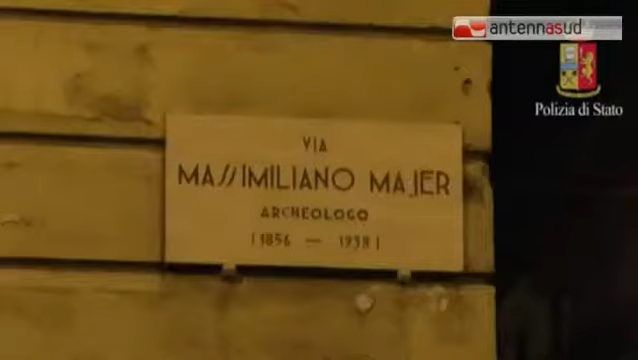 antennasud
Polizia di Stato
VIA
MASSIMILIANO MAJER
ARCHEOLOGO
(1856 — 1938)